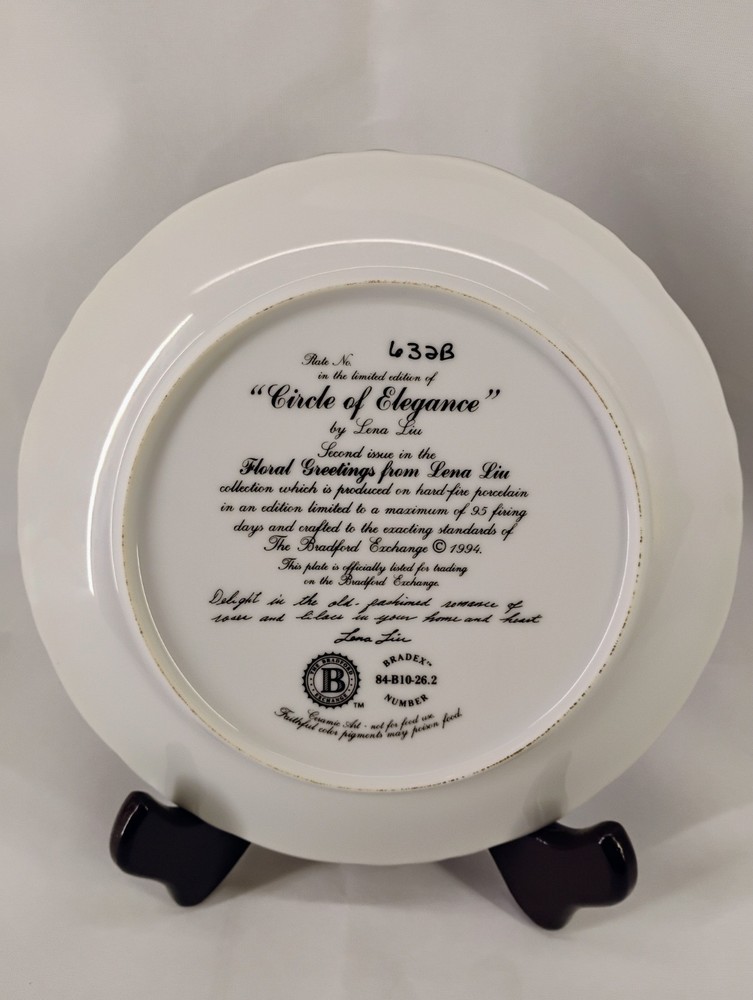 Plate No. 632B
in the limited edition of
“Circle of Elegance”
by Lena Liu
Second issue in the
Floral Greetings from Lena Liu
collection which is produced on hard-fire porcelain
in an edition limited to a maximum of 95 firing
days and crafted to the exacting standards of
The Bradford Exchange © 1994.
This plate is officially listed for trading
on the Bradford Exchange.
Delight in the old-fashioned romance of
roses and lilacs in your home and heart
Lena Liu
THE BRADFORD EXCHANGE
B
TM
BRADEX™
84-B10-26.2
NUMBER
Ceramic Art - not for food use.
Faithful color pigments may poison food.